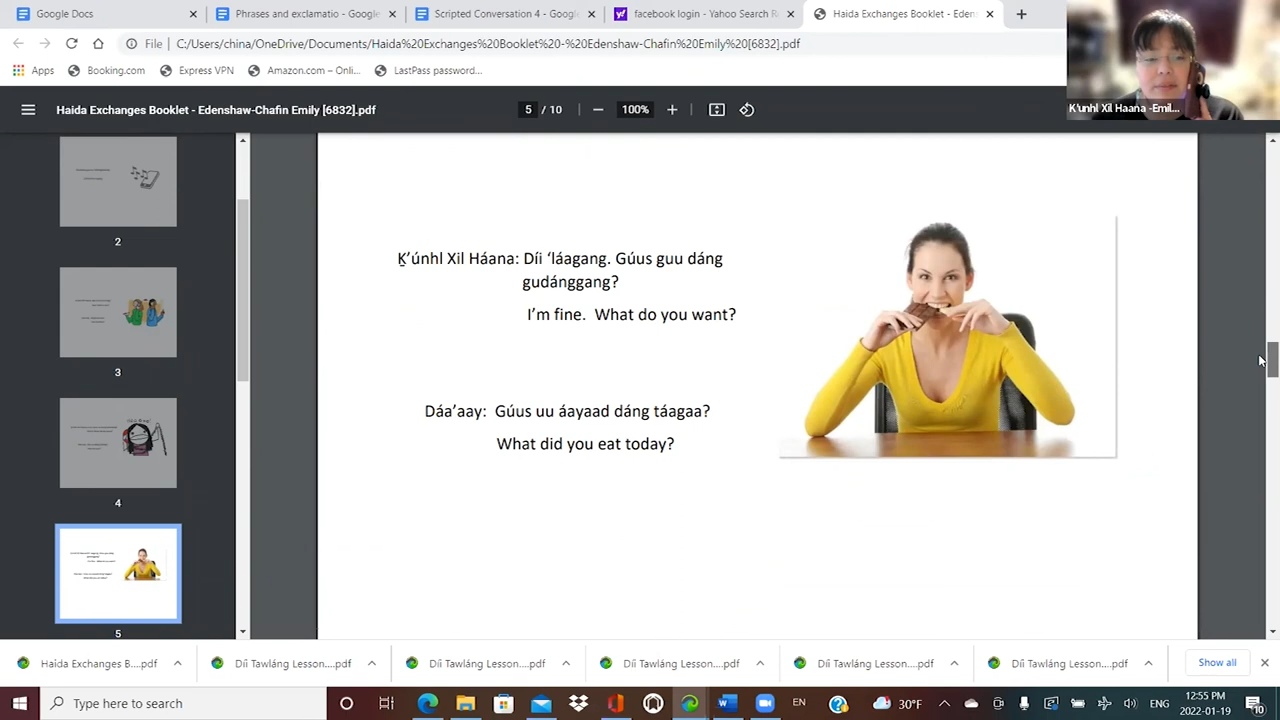 Google Docs
Phrases and exclamatio - Google
Scripted Conversation 4 - Google
facebook login - Yahoo Search R
Haida Exchanges Booklet - Eden
File
C:/Users/china/OneDrive/Documents/Haida%20Exchanges%20Booklet%20-%20Edenshaw-Chafin%20Emily%20[6832].pdf
Apps
Booking.com
Express VPN
Amazon.com – Onli...
LastPass password...
K'unhl Xil Haana -Emil...
Haida Exchanges Booklet - Edenshaw-Chafin Emily [6832].pdf
5 / 10
100%
2
3
4
5
Ḵ’únhl Xil Háana: Díi ‘láagang. Gúus guu dáng
gudánggang?
I’m fine. What do you want?
Dáa’aay: Gúus uu áayaad dáng táagaa?
What did you eat today?
Haida Exchanges B....pdf
Díi Tawláng Lesson....pdf
Díi Tawláng Lesson....pdf
Díi Tawláng Lesson....pdf
Díi Tawláng Lesson....pdf
Díi Tawláng Lesson....pdf
Show all
Type here to search
EN
30°F
ENG
12:55 PM
2022-01-19
10